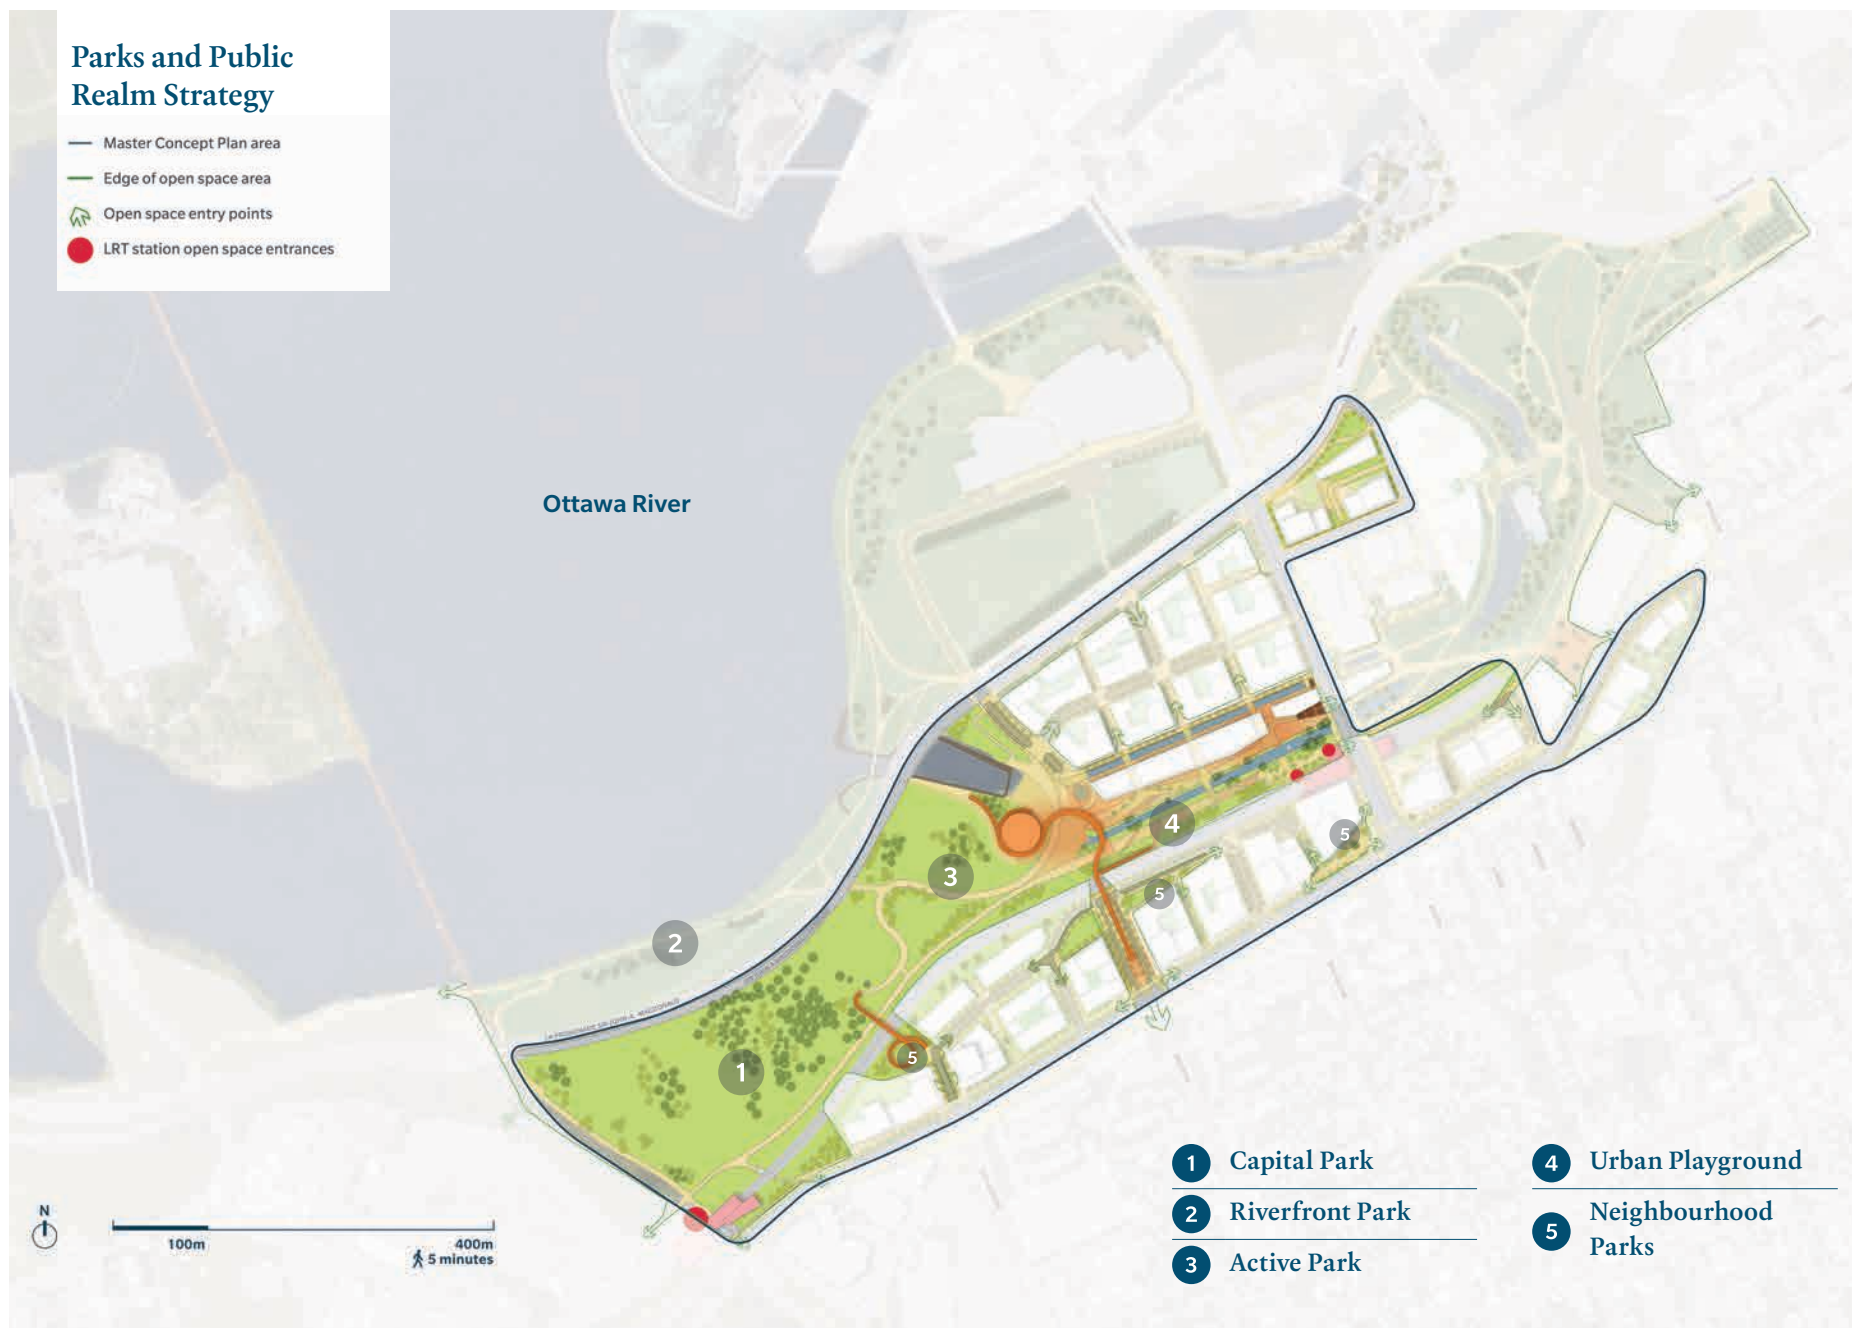 Parks and Public
Realm Strategy
Master Concept Plan area
Edge of open space area
Open space entry points
LRT station open space entrances
Ottawa River
4
5
3
5
2
5
1
N
100m
400m
5 minutes
1 Capital Park
2 Riverfront Park
3 Active Park
4 Urban Playground
5 Neighbourhood
Parks